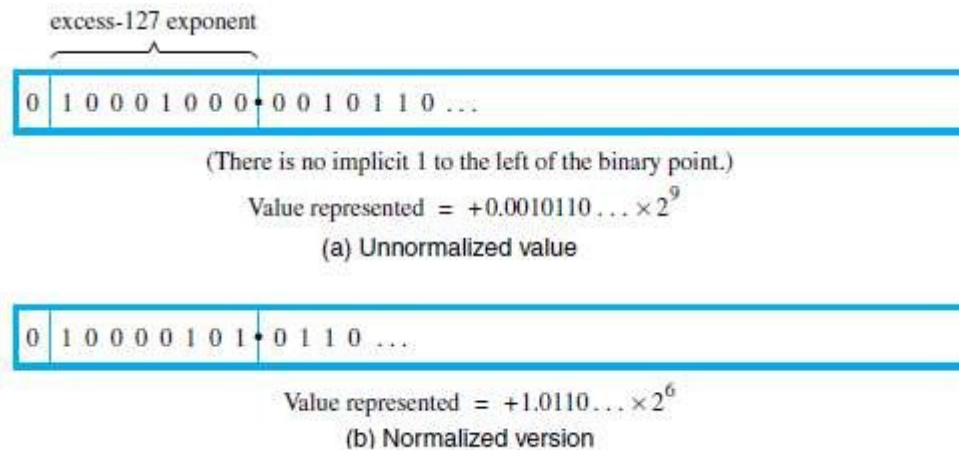 excess-127 exponent
0 1 0 0 0 1 0 0 0 • 0 0 1 0 1 1 0 ...
(There is no implicit 1 to the left of the binary point.)
Value represented = +0.0010110 ... × 2^9
(a) Unnormalized value
0 1 0 0 0 0 1 0 1 • 0 1 1 0 ...
Value represented = +1.0110 ... × 2^6
(b) Normalized version